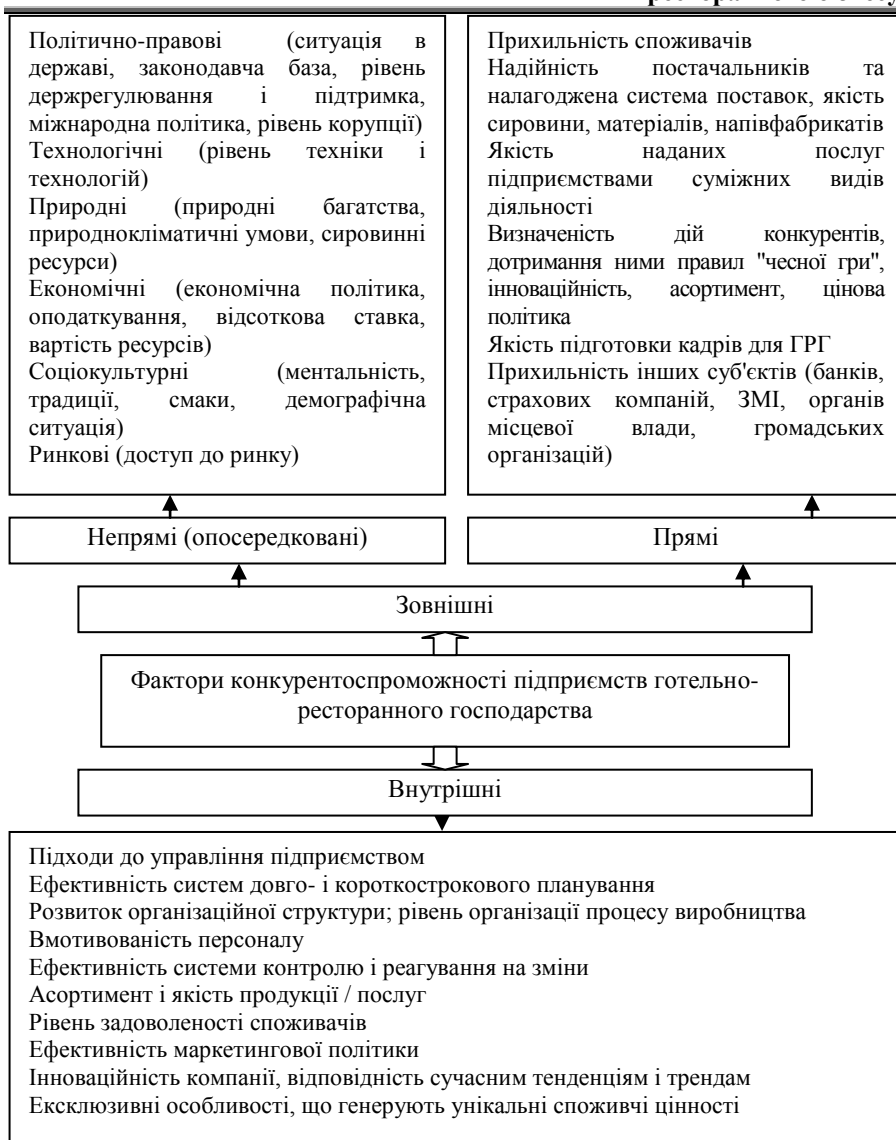 Політично-правові (ситуація в
державі, законодавча база, рівень
держрегулювання і підтримка,
міжнародна політика, рівень корупції)
Технологічні (рівень техніки і
технологій)
Природні (природні багатства,
природнокліматичні умови, сировинні
ресурси)
Економічні (економічна політика,
оподаткування, відсоткова ставка,
вартість ресурсів)
Соціокультурні (ментальність,
традиції, смаки, демографічна
ситуація)
Ринкові (доступ до ринку)
Прихильність споживачів
Надійність постачальників та
налагоджена система поставок, якість
сировини, матеріалів, напівфабрикатів
Якість наданих послуг
підприємствами суміжних видів
діяльності
Визначеність дій конкурентів,
дотримання ними правил "чесної гри",
інноваційність, асортимент, цінова
політика
Якість підготовки кадрів для ГРГ
Прихильність інших суб'єктів (банків,
страхових компаній, ЗМІ, органів
місцевої влади, громадських
організацій)
Непрямі (опосередковані)
Прямі
Зовнішні
Фактори конкурентоспроможності підприємств готельно-
ресторанного господарства
Внутрішні
Підходи до управління підприємством
Ефективність систем довго- і короткострокового планування
Розвиток організаційної структури; рівень організації процесу виробництва
Вмотивованість персоналу
Ефективність системи контролю і реагування на зміни
Асортимент і якість продукції / послуг
Рівень задоволеності споживачів
Ефективність маркетингової політики
Інноваційність компанії, відповідність сучасним тенденціям і трендам
Ексклюзивні особливості, що генерують унікальні споживчі цінності